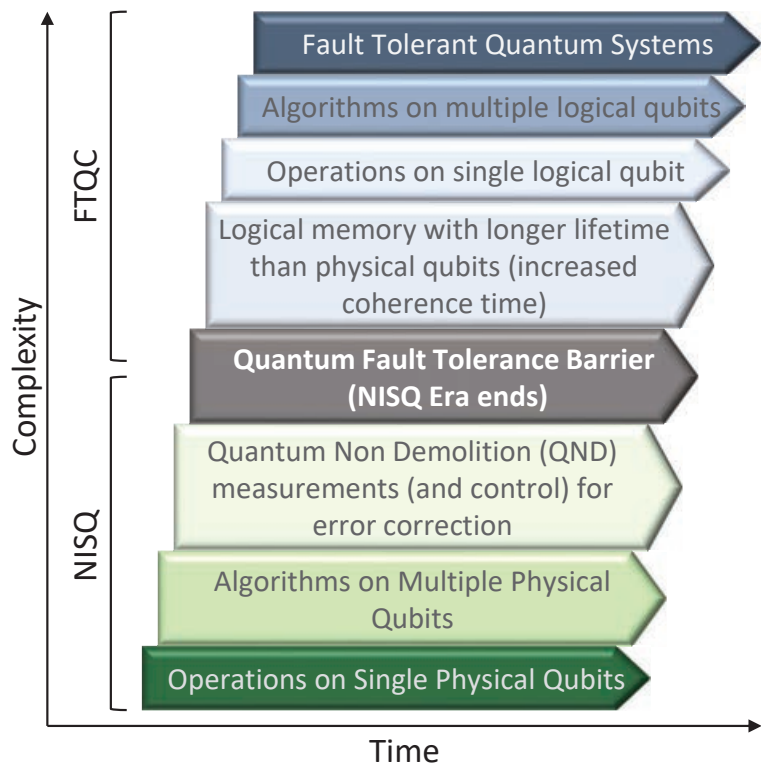 Fault Tolerant Quantum Systems
Algorithms on multiple logical qubits
Operations on single logical qubit
Logical memory with longer lifetime
than physical qubits (increased
coherence time)
Quantum Fault Tolerance Barrier
(NISQ Era ends)
Quantum Non Demolition (QND)
measurements (and control) for
error correction
Algorithms on Multiple Physical
Qubits
Operations on Single Physical Qubits
FTQC
NISQ
Complexity
Time